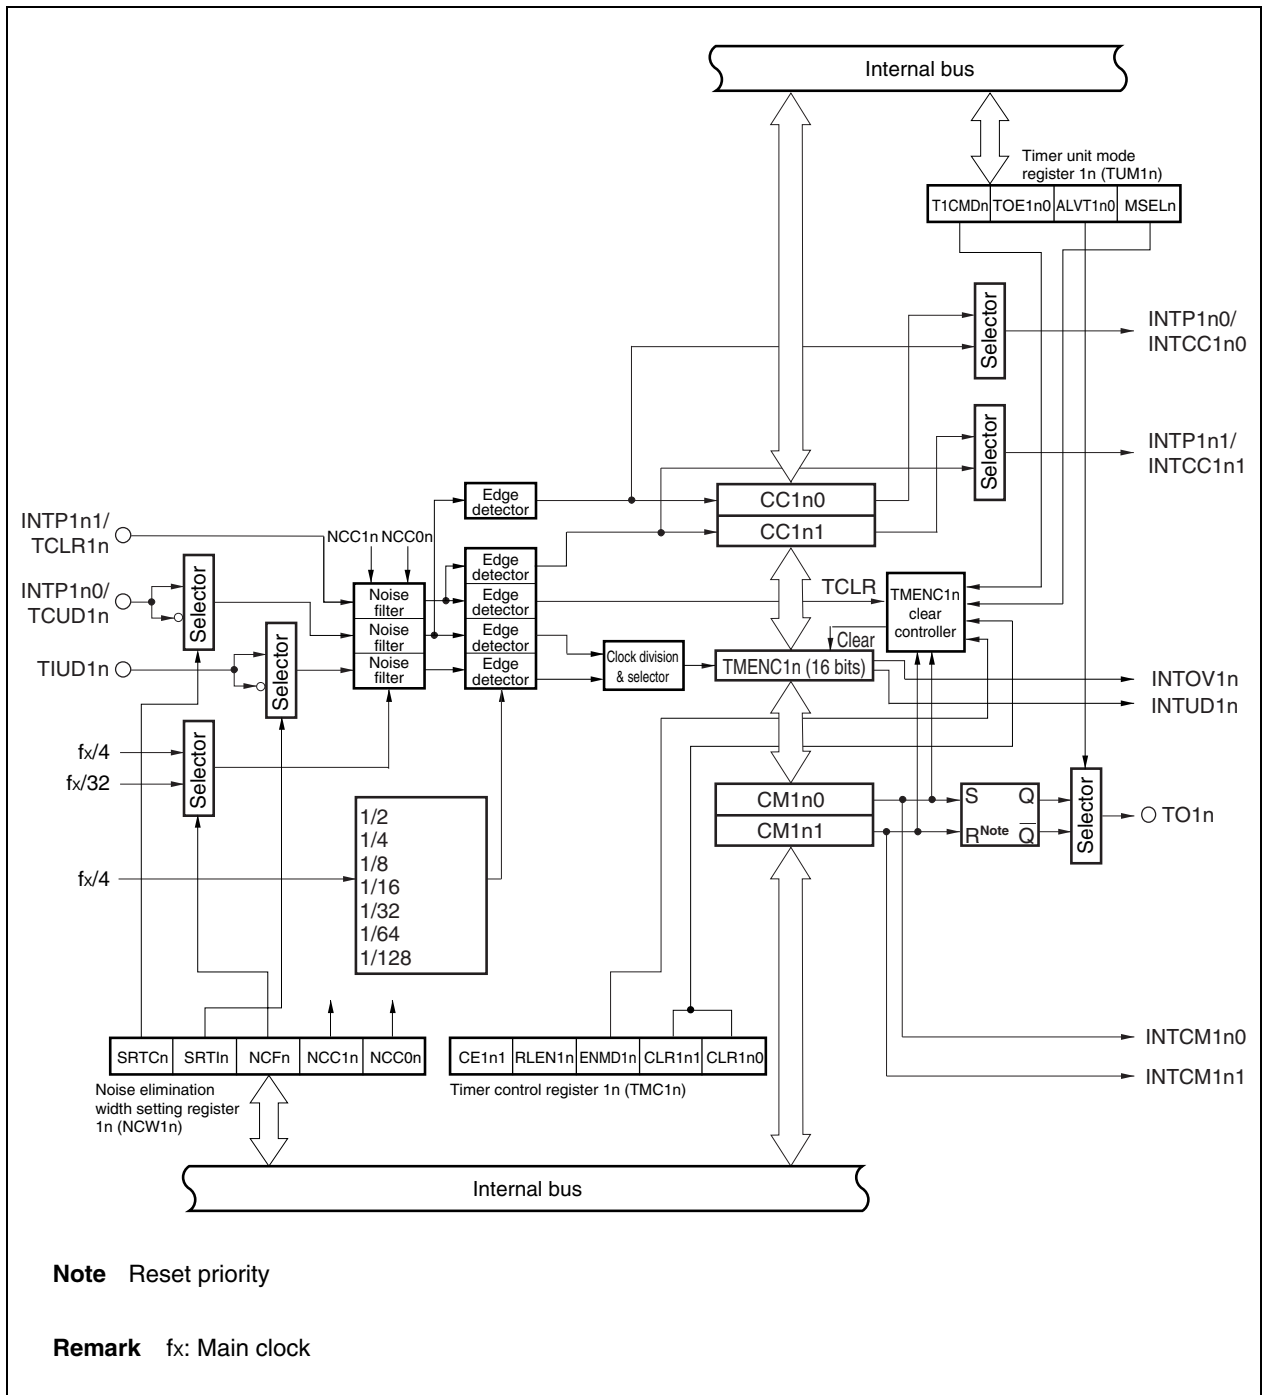 Internal bus
Timer unit mode
register 1n (TUM1n)
T1CMDn TOE1n0 ALVT1n0 MSELn
Selector
INTP1n0/
INTCC1n0
Selector
INTP1n1/
INTCC1n1
Edge
detector
CC1n0
CC1n1
INTP1n1/
TCLR1n
NCC1n NCC0n
Edge
detector
Edge
detector
Edge
detector
Edge
detector
INTP1n0/
TCUD1n
Selector
Noise
filter
Noise
filter
Noise
filter
TCLR
TMENC1n
clear
controller
Clear
TIUD1n
Selector
Clock division
& selector
TMENC1n (16 bits)
INTOV1n
INTUD1n
fx/4
fx/32
Selector
CM1n0
CM1n1
S Q
R Note Q̅
Selector
TO1n
fx/4
1/2
1/4
1/8
1/16
1/32
1/64
1/128
SRTCn SRTIn NCFn NCC1n NCC0n
Noise elimination
width setting register
1n (NCW1n)
CE1n1 RLEN1n ENMD1n CLR1n1 CLR1n0
Timer control register 1n (TMC1n)
INTCM1n0
INTCM1n1
Internal bus
Note Reset priority
Remark fx: Main clock